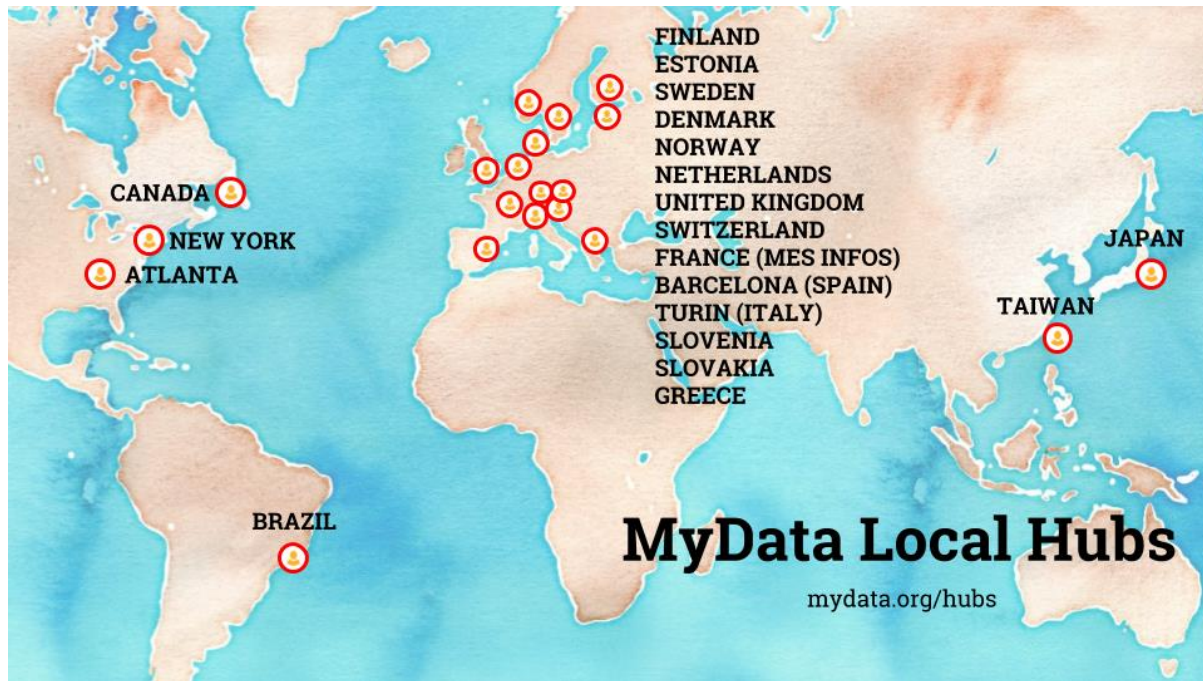 FINLAND
ESTONIA
SWEDEN
DENMARK
NORWAY
NETHERLANDS
UNITED KINGDOM
SWITZERLAND
FRANCE (MES INFOS)
BARCELONA (SPAIN)
TURIN (ITALY)
SLOVENIA
SLOVAKIA
GREECE
CANADA
NEW YORK
ATLANTA
JAPAN
TAIWAN
BRAZIL
MyData Local Hubs
mydata.org/hubs